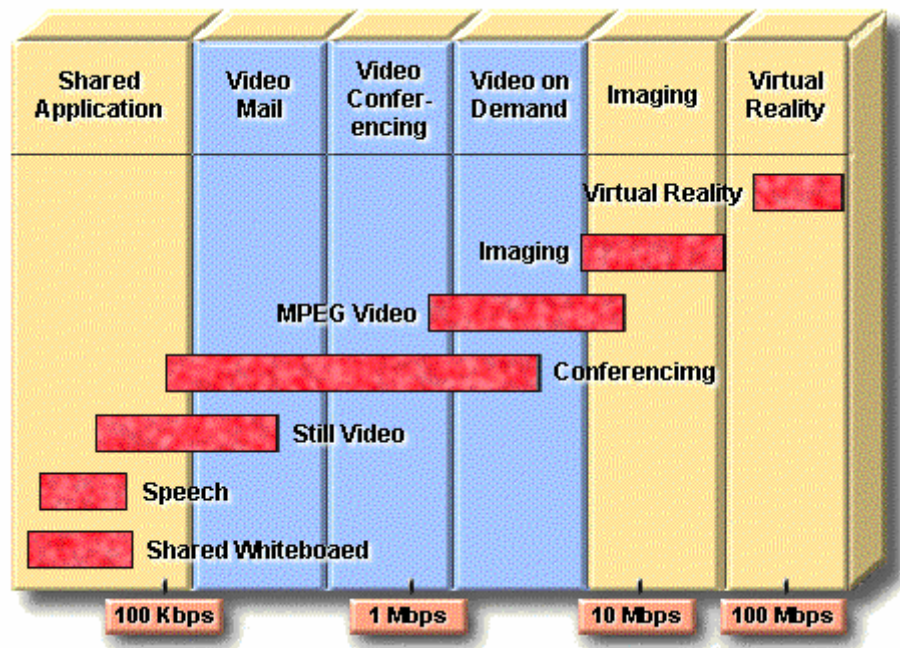 Shared
Application
Video
Mail
Video
Confer-
encing
Video on
Demand
Imaging
Virtual
Reality
Virtual Reality
Imaging
MPEG Video
Conferencimg
Still Video
Speech
Shared Whiteboaed
100 Kbps
1 Mbps
10 Mbps
100 Mbps